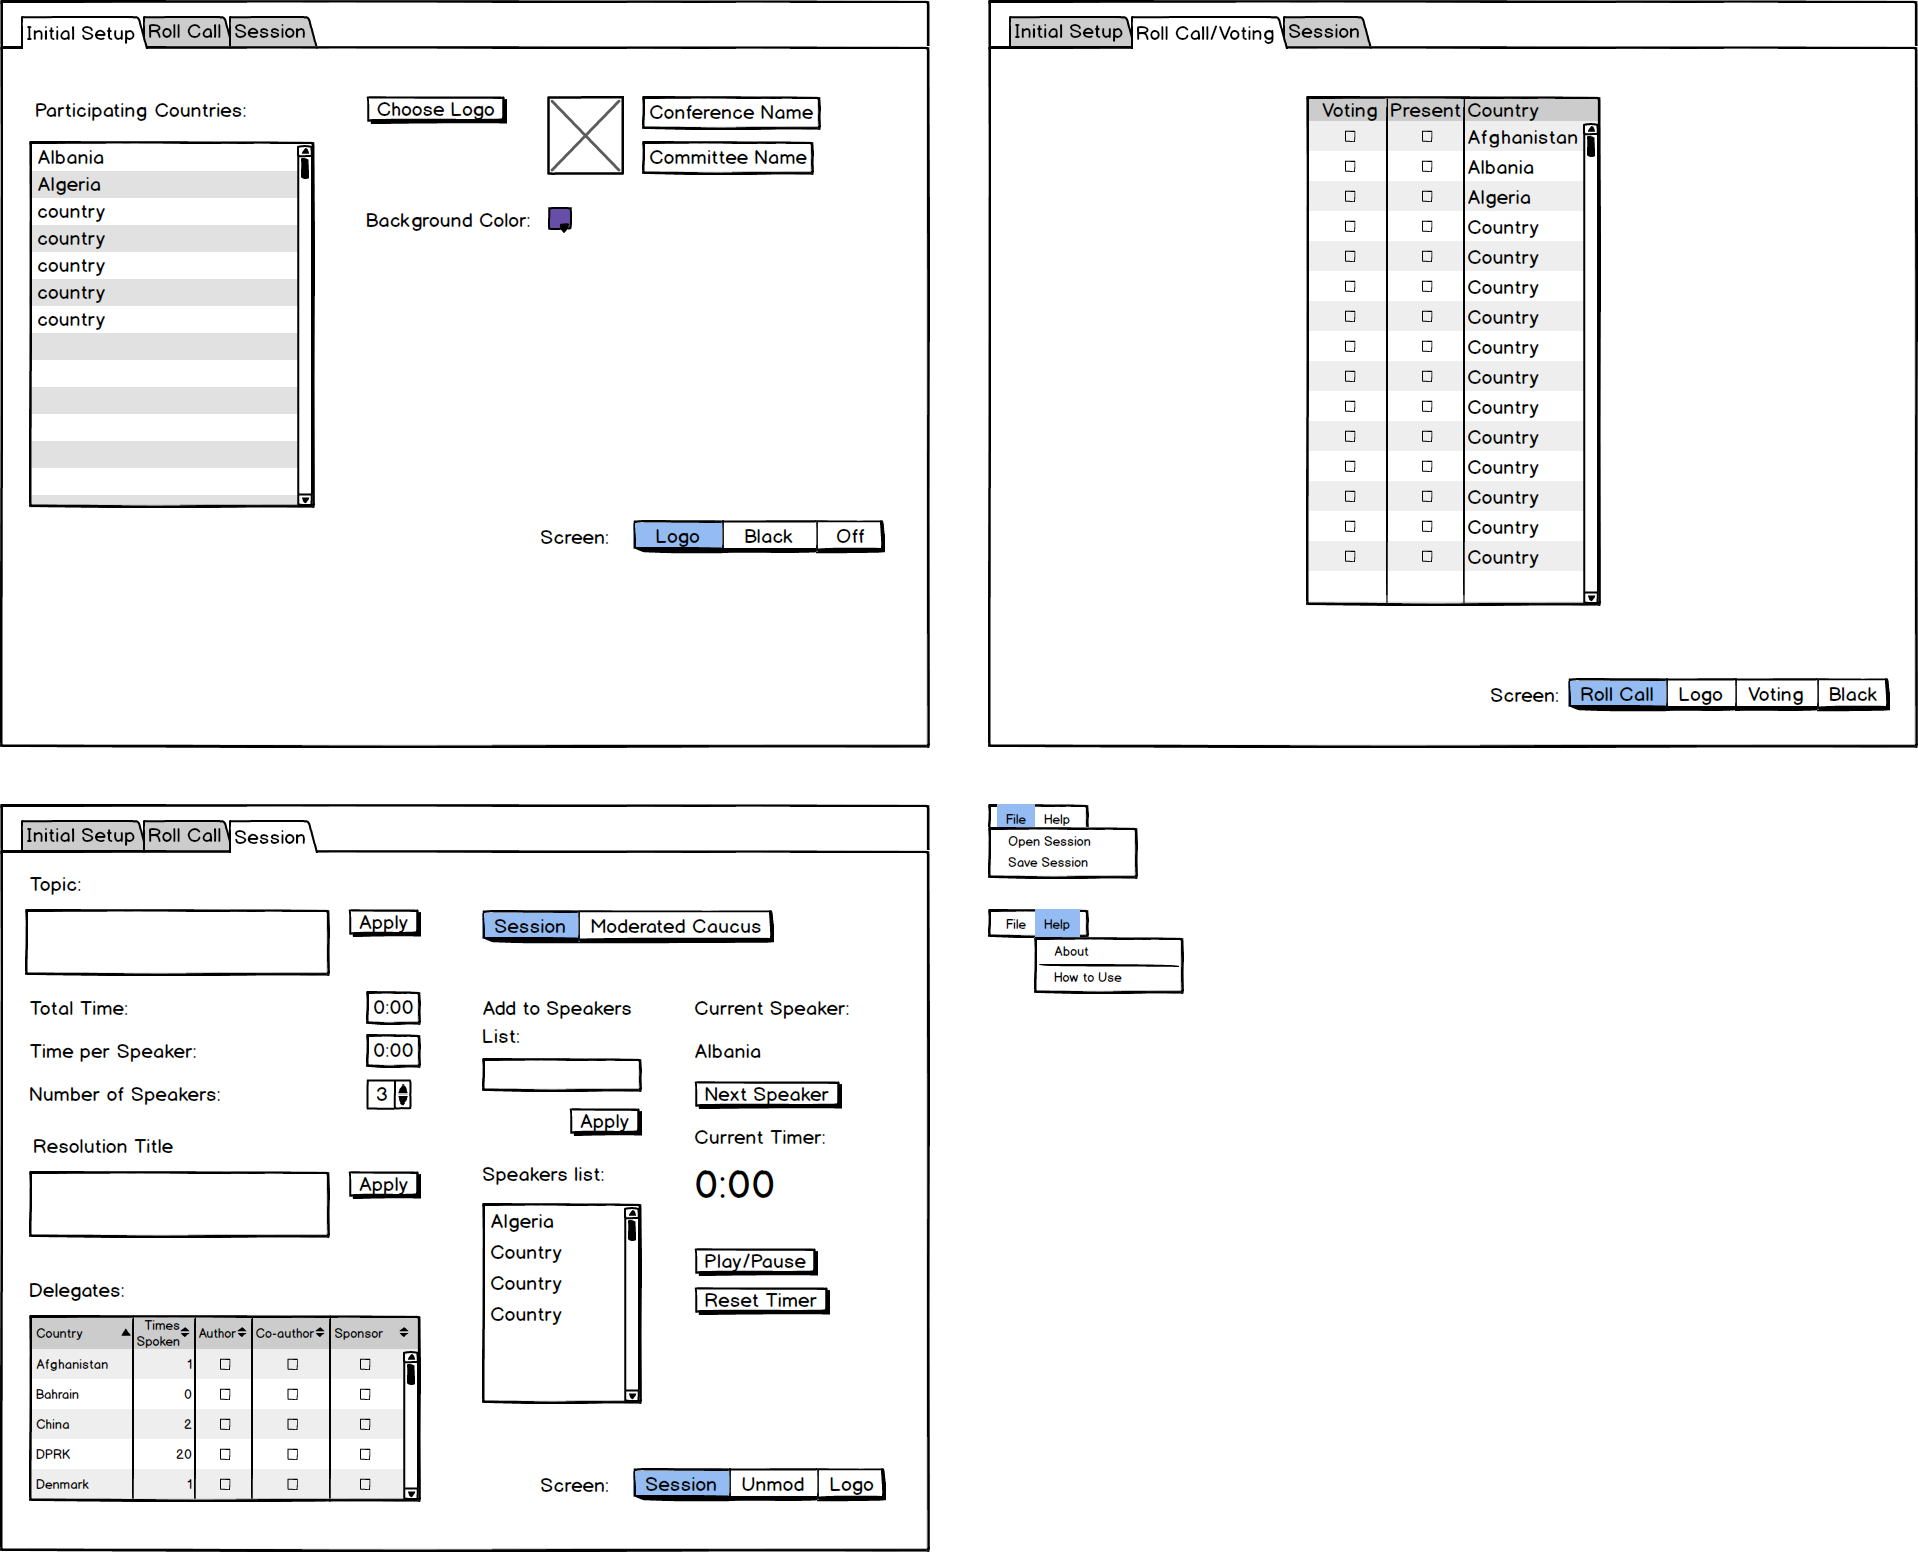 Initial Setup Roll Call Session
Participating Countries:
Albania
Algeria
country
country
country
country
country
Choose Logo
Conference Name
Committee Name
Background Color:
Screen: Logo Black Off
Initial Setup Roll Call/Voting Session
Voting Present Country
Afghanistan
Albania
Algeria
Country
Country
Country
Country
Country
Country
Country
Country
Country
Country
Country
Country
Screen: Roll Call Logo Voting Black
Initial Setup Roll Call Session
Topic:
Apply
Total Time: 0:00
Time per Speaker: 0:00
Number of Speakers: 3
Resolution Title
Apply
Delegates:
Country Times Spoken Author Co-author Sponsor
Afghanistan 1
Bahrain 0
China 2
DPRK 20
Denmark 1
Session Moderated Caucus
Add to Speakers
List:
Apply
Speakers list:
Algeria
Country
Country
Country
Current Speaker:
Albania
Next Speaker
Current Timer:
0:00
Play/Pause
Reset Timer
Screen: Session Unmod Logo
File Help
Open Session
Save Session
File Help
About
How to Use